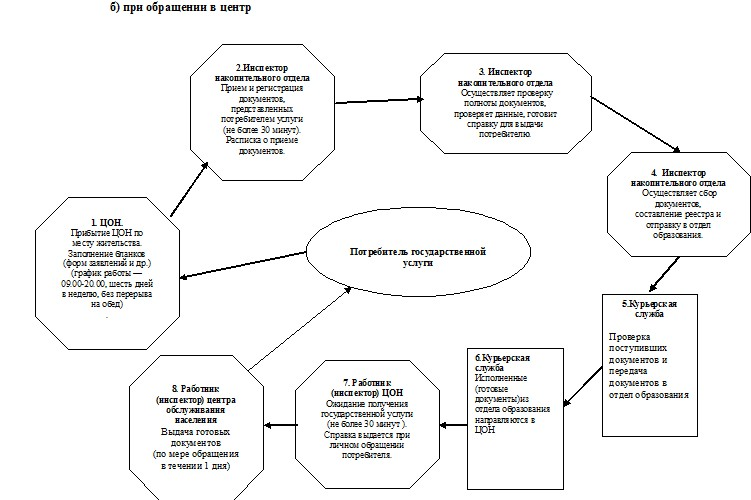 б) при обращении в центр
2.Инспектор
накопительного отдела
Прием и регистрация
документов,
представленных
потребителем услуги
(не более 30 минут).
Расписка о приеме
документов.
3. Инспектор
накопительного отдела
Осуществляет проверку
полноты документов,
проверяет данные, готовит
справку для выдачи
потребителю.
4. Инспектор
накопительного отдела
Осуществляет сбор
документов,
составление реестра и
отправку в отдел
образования.
1. ЦОН.
Прибытие ЦОН по
месту жительства.
Заполнение бланков
(форм заявлений и др.)
(график работы —
09.00-20.00, шесть дней
в неделю, без перерыва
на обед)
.
Потребитель государственной
услуги
5.Курьерская
служба
Проверка
поступивших
документов и
передача
документов в
отдел образования
6.Курьерская
служба
Исполненные
(готовые
документы)из
отдела образования
направляются в
ЦОН
7. Работник
(инспектор) ЦОН
Ожидание получения
государственной услуги
(не более 30 минут ).
Справка выдается при
личном обращении
потребителя.
8. Работник
(инспектор) центра
обслуживания
населения
Выдача готовых
документов
(по мере обращения
в течении 1 дня)